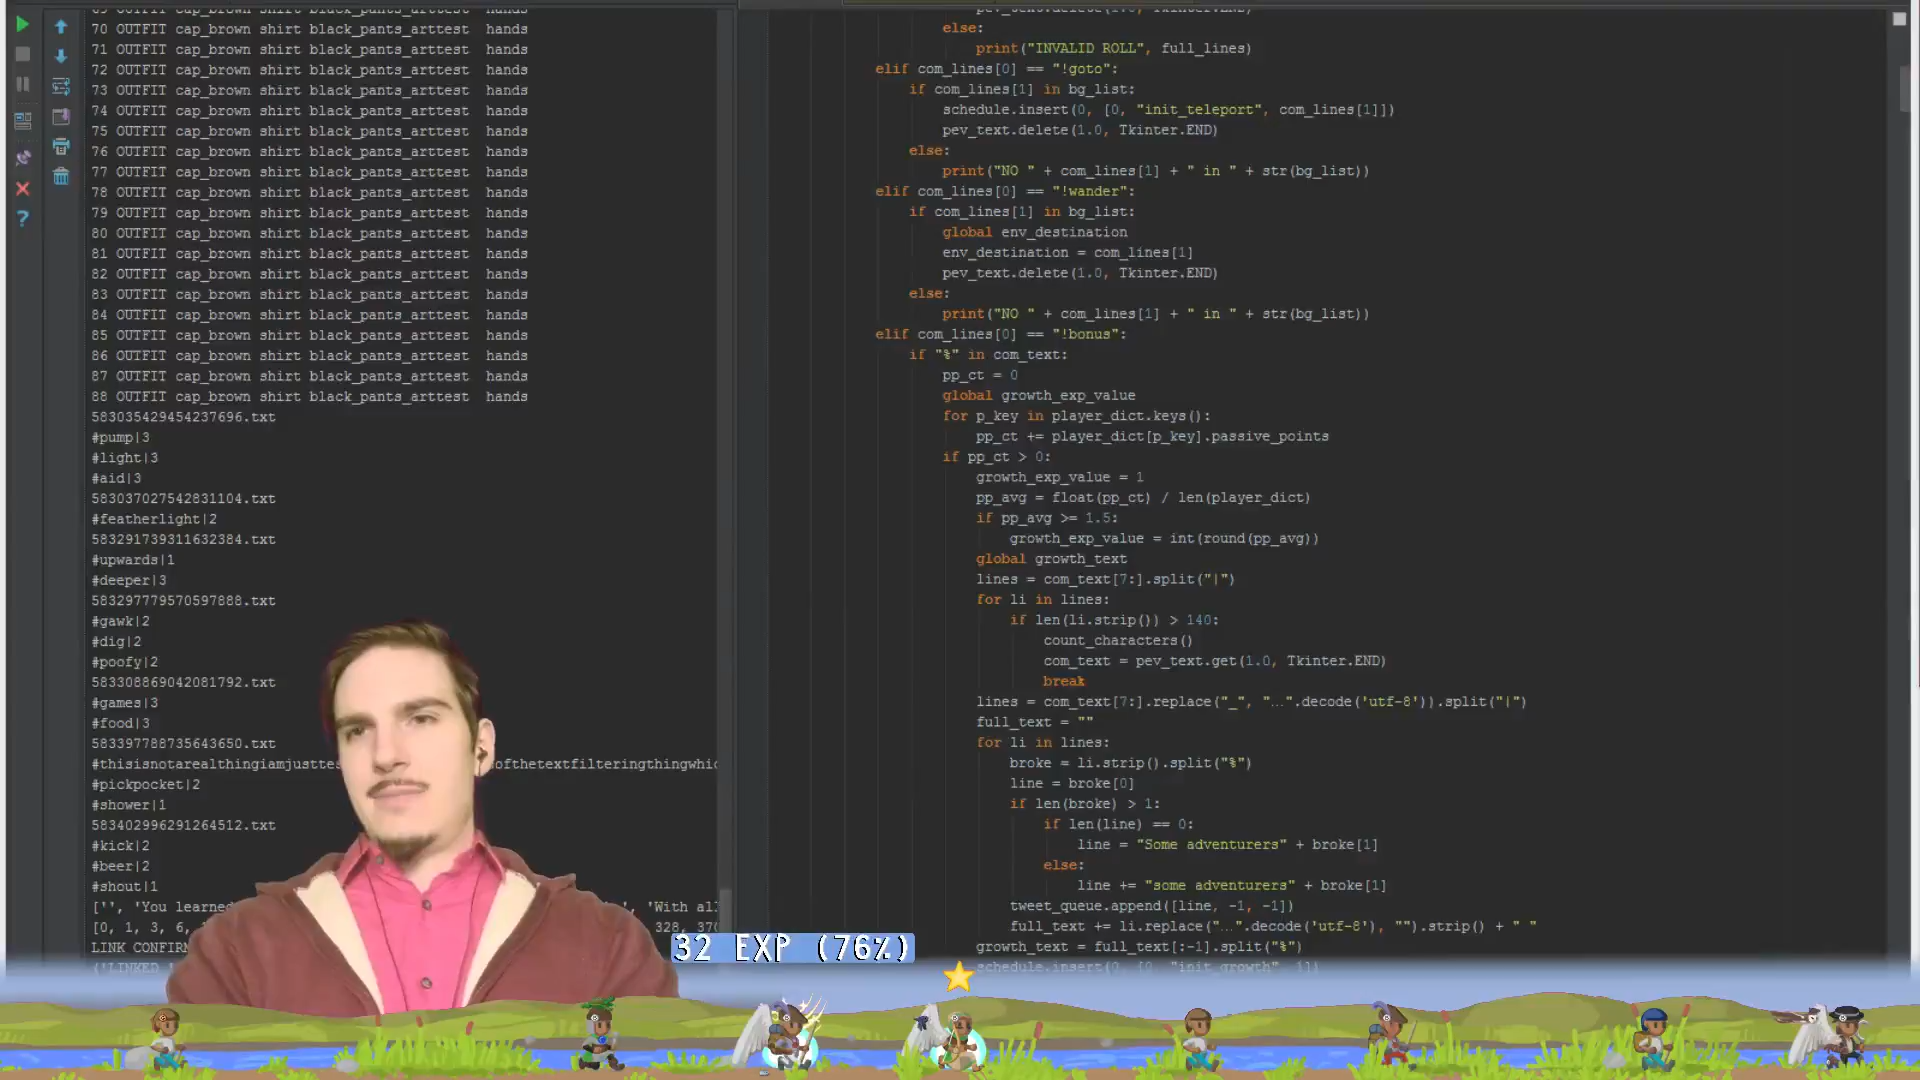 70 OUTFIT cap_brown shirt black_pants_arttest  hands
71 OUTFIT cap_brown shirt black_pants_arttest  hands
72 OUTFIT cap_brown shirt black_pants_arttest  hands
73 OUTFIT cap_brown shirt black_pants_arttest  hands
74 OUTFIT cap_brown shirt black_pants_arttest  hands
75 OUTFIT cap_brown shirt black_pants_arttest  hands
76 OUTFIT cap_brown shirt black_pants_arttest  hands
77 OUTFIT cap_brown shirt black_pants_arttest  hands
78 OUTFIT cap_brown shirt black_pants_arttest  hands
79 OUTFIT cap_brown shirt black_pants_arttest  hands
80 OUTFIT cap_brown shirt black_pants_arttest  hands
81 OUTFIT cap_brown shirt black_pants_arttest  hands
82 OUTFIT cap_brown shirt black_pants_arttest  hands
83 OUTFIT cap_brown shirt black_pants_arttest  hands
84 OUTFIT cap_brown shirt black_pants_arttest  hands
85 OUTFIT cap_brown shirt black_pants_arttest  hands
86 OUTFIT cap_brown shirt black_pants_arttest  hands
87 OUTFIT cap_brown shirt black_pants_arttest  hands
88 OUTFIT cap_brown shirt black_pants_arttest  hands
583035429454237696.txt
#pump|3
#light|3
#aid|3
583037027542831104.txt
#featherlight|2
583291739311632384.txt
#upwards|1
#deeper|3
583297779570597888.txt
#gawk|2
#dig|2
#poofy|2
583308869042081792.txt
#games|3
#food|3
583397788735643650.txt
#thisisnotarealthingiamjusttes ofthetextfilteringthingwhic
#pickpocket|2
#shower|1
583402996291264512.txt
#kick|2
#beer|2
#shout|1
['', 'You learned ', 'With all
[0, 1, 3, 6, 328, 370
LINK CONFIRM
('LINKED
else:
print("INVALID ROLL", full_lines)
elif com_lines[0] == "!goto":
if com_lines[1] in bg_list:
schedule.insert(0, [0, "init_teleport", com_lines[1]])
pev_text.delete(1.0, Tkinter.END)
else:
print("NO " + com_lines[1] + " in " + str(bg_list))
elif com_lines[0] == "!wander":
if com_lines[1] in bg_list:
global env_destination
env_destination = com_lines[1]
pev_text.delete(1.0, Tkinter.END)
else:
print("NO " + com_lines[1] + " in " + str(bg_list))
elif com_lines[0] == "!bonus":
if "%" in com_text:
pp_ct = 0
global growth_exp_value
for p_key in player_dict.keys():
pp_ct += player_dict[p_key].passive_points
if pp_ct > 0:
growth_exp_value = 1
pp_avg = float(pp_ct) / len(player_dict)
if pp_avg >= 1.5:
growth_exp_value = int(round(pp_avg))
global growth_text
lines = com_text[7:].split("|")
for li in lines:
if len(li.strip()) > 140:
count_characters()
com_text = pev_text.get(1.0, Tkinter.END)
break
lines = com_text[7:].replace("_", "…".decode('utf-8')).split("|")
full_text = ""
for li in lines:
broke = li.strip().split("%")
line = broke[0]
if len(broke) > 1:
if len(line) == 0:
line = "Some adventurers" + broke[1]
else:
line += "some adventurers" + broke[1]
tweet_queue.append([line, -1, -1])
full_text += li.replace("…".decode('utf-8'), "").strip() + " "
growth_text = full_text[:-1].split("%")
schedule.insert(0, [0, "init_growth", 1])
32 EXP (76%)